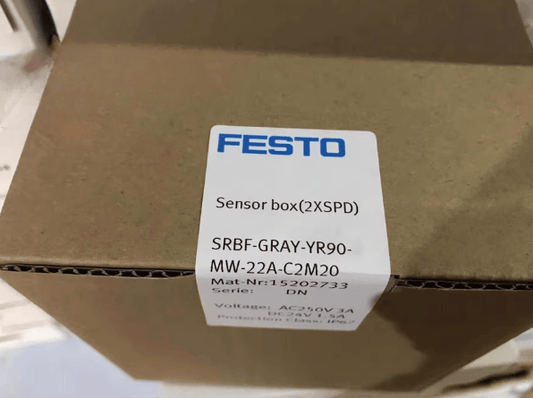 FESTO
Sensor box(2XSPD)
SRBF-GRAY-YR90-
MW-22A-C2M20
Mat-Nr:15202733
Serie: DN
Voltage: AC250V 3A
DC24V 1.5A
Protection Class: IP67